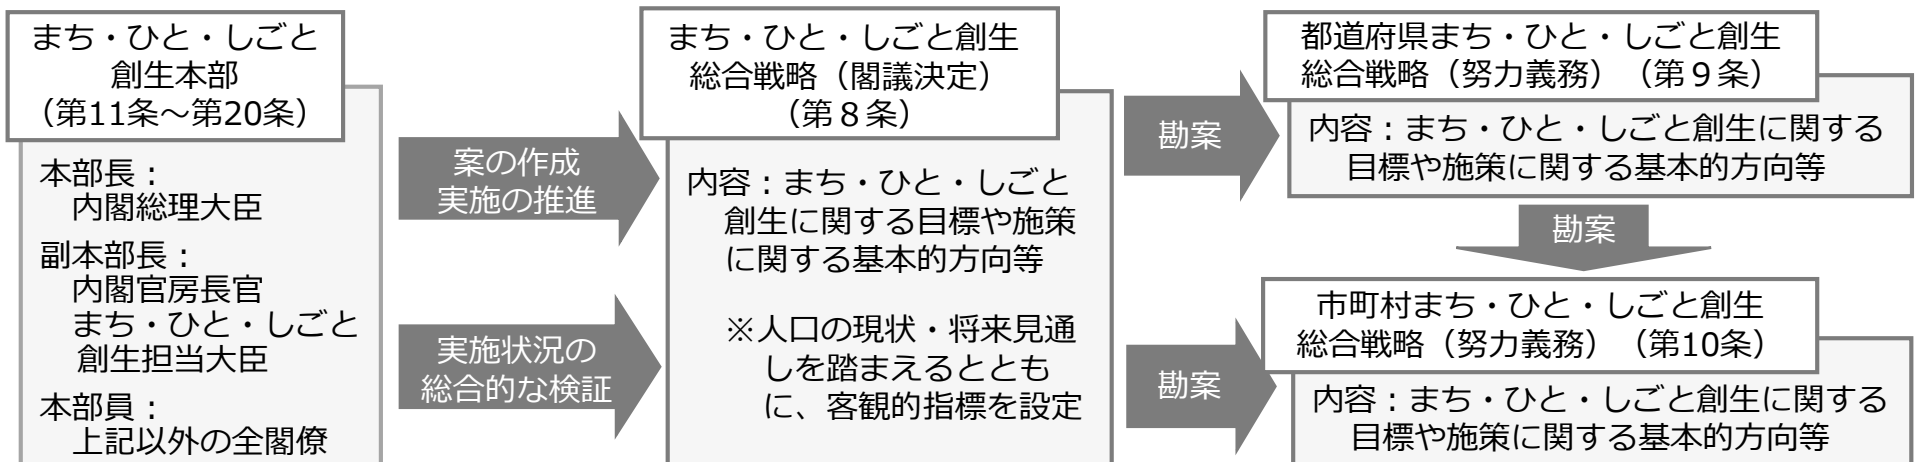 まち・ひと・しごと
創生本部
（第11条～第20条）
本部長：
内閣総理大臣
副本部長：
内閣官房長官
まち・ひと・しごと
創生担当大臣
本部員：
上記以外の全閣僚
案の作成
実施の推進
実施状況の
総合的な検証
まち・ひと・しごと創生
総合戦略（閣議決定）
（第８条）
内容：まち・ひと・しごと
創生に関する目標や施策
に関する基本的方向等
※人口の現状・将来見通
しを踏まえるととも
に、客観的指標を設定
勘案
都道府県まち・ひと・しごと創生
総合戦略（努力義務）（第９条）
内容：まち・ひと・しごと創生に関する
目標や施策に関する基本的方向等
勘案
勘案
市町村まち・ひと・しごと創生
総合戦略（努力義務）（第10条）
内容：まち・ひと・しごと創生に関する
目標や施策に関する基本的方向等